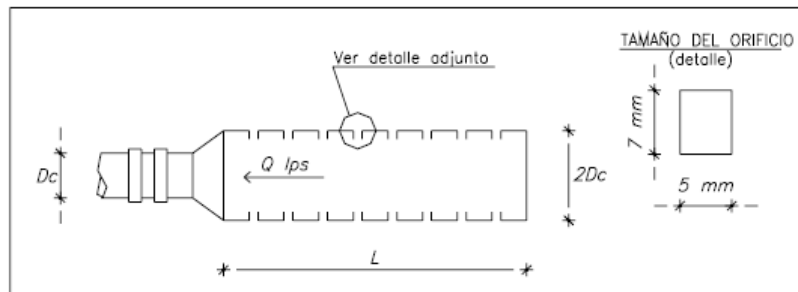 TAMAÑO DEL ORIFICIO
(detalle)
Ver detalle adjunto
7 mm
Dc
Q lps
2Dc
5 mm
L